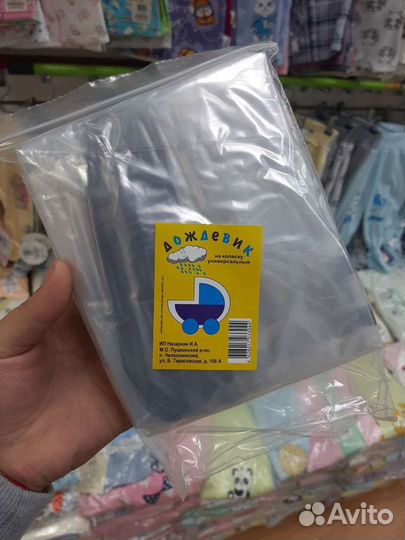 ДОЖДЕВИК
на коляску
универсальный
ИП Назаркин И.А.
М.О. Пушкинский р-он,
п. Челюскинский,
ул. Б. Тарасовская, д. 108 А
Avito